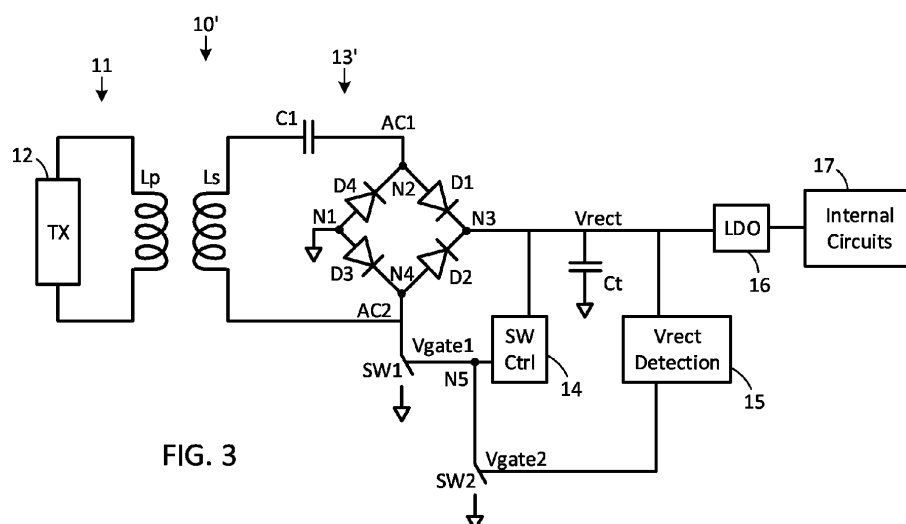 10'
11
13'
C1
AC1
12
Lp
Ls
D4
N2
D1
17
TX
N1
N3
Vrect
LDO
Internal
Circuits
D3
N4
D2
Ct
16
AC2
Vgate1
SW
Ctrl
Vrect
Detection
SW1
N5
14
15
FIG. 3
SW2
Vgate2